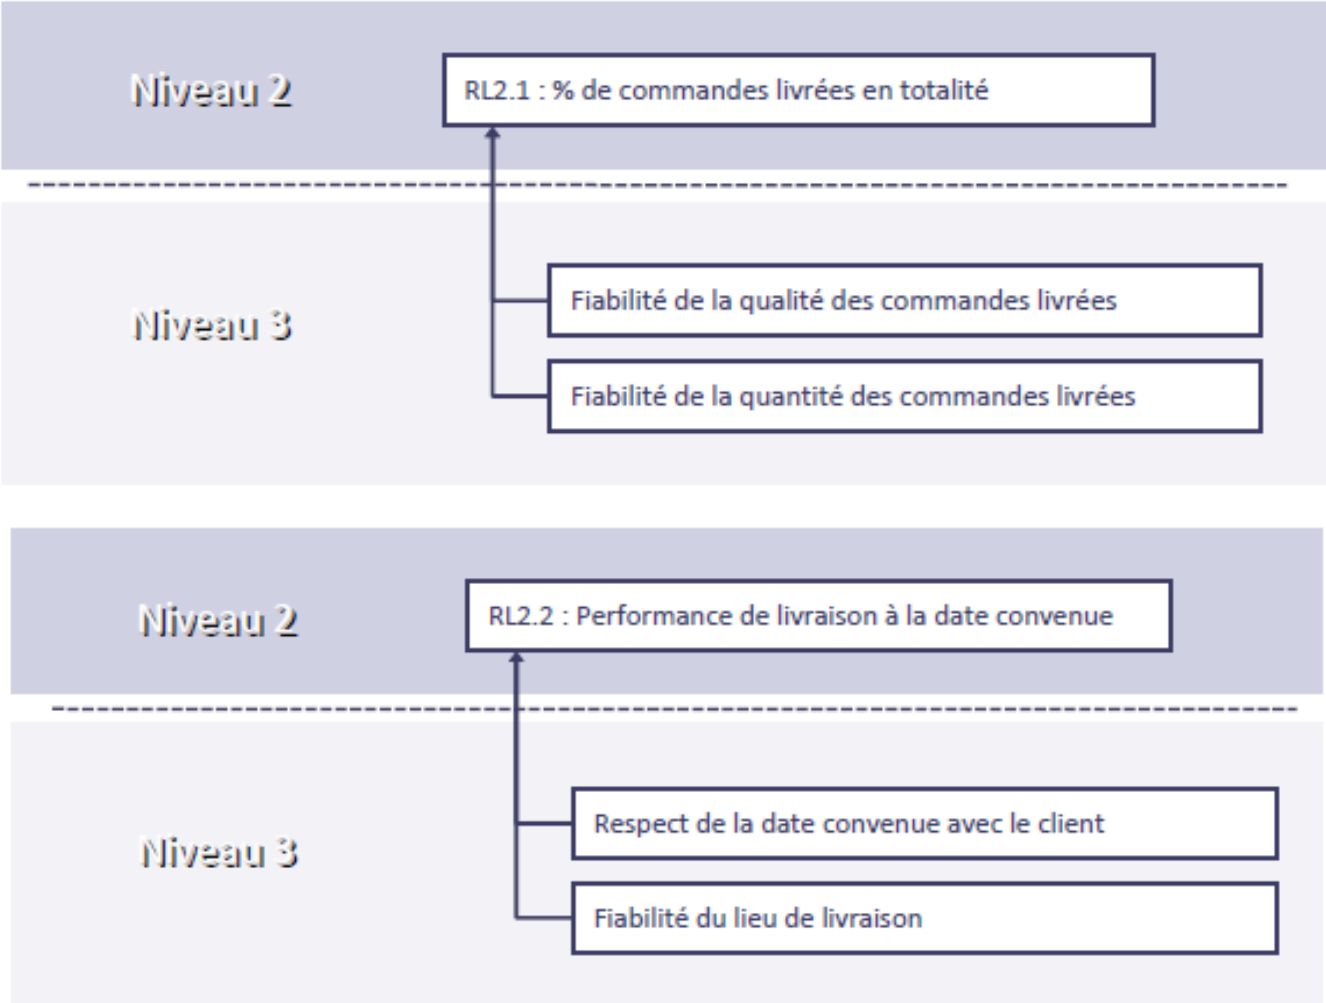 Niveau 2
RL2.1 : % de commandes livrées en totalité
Niveau 3
Fiabilité de la qualité des commandes livrées
Fiabilité de la quantité des commandes livrées
Niveau 2
RL2.2 : Performance de livraison à la date convenue
Niveau 3
Respect de la date convenue avec le client
Fiabilité du lieu de livraison